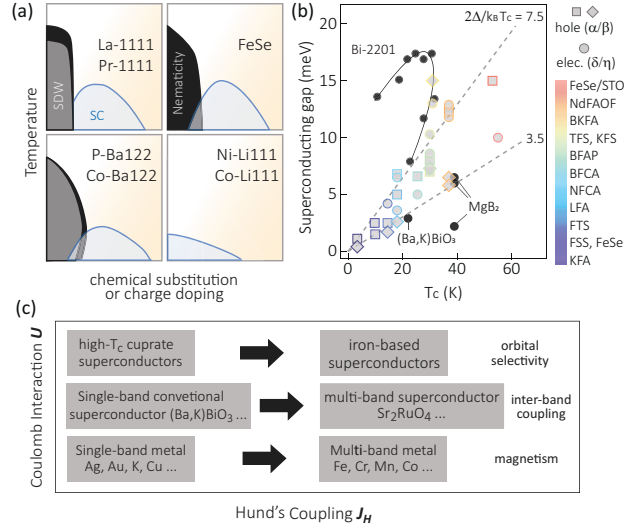 (a)
La-1111
Pr-1111
SDW
SC
FeSe
Nematicity
P-Ba122
Co-Ba122
Ni-Li111
Co-Li111
Temperature
chemical substitution
or charge doping
(b)
2Δ/kBTc = 7.5
3.5
Bi-2201
MgB₂
(Ba,K)BiO₃
Superconducting gap (meV)
20
15
10
5
0
0
20
40
60
Tc (K)
hole (α/β)
elec. (δ/η)
FeSe/STO
NdFAOF
BKFA
TFS, KFS
BFAP
BFCA
NFCA
LFA
FTS
FSS, FeSe
KFA
(c)
Coulomb Interaction U
high-Tc cuprate
superconductors
iron-based
superconductors
orbital
selectivity
Single-band convetional
superconductor (Ba,K)BiO₃ ...
multi-band superconductor
Sr₂RuO₄ ...
inter-band
coupling
Single-band metal
Ag, Au, K, Cu ...
Multi-band metal
Fe, Cr, Mn, Co ...
magnetism
Hund's Coupling J_H